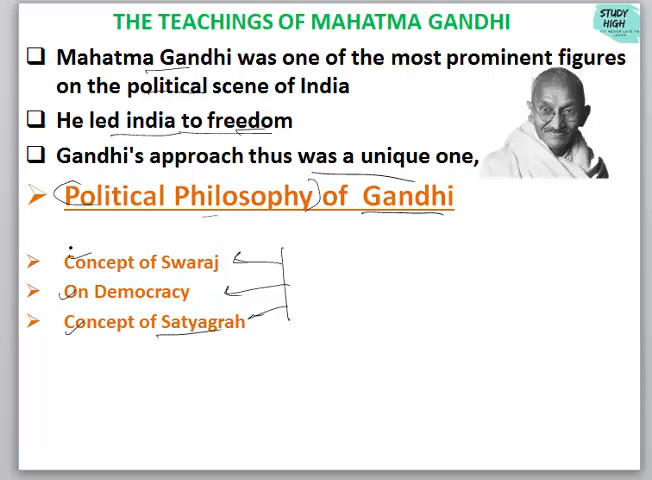 THE TEACHINGS OF MAHATMA GANDHI
STUDY
HIGH
Mahatma Gandhi was one of the most prominent figures
on the political scene of India
He led india to freedom
Gandhi's approach thus was a unique one,
Political Philosophy of Gandhi
Concept of Swaraj
On Democracy
Concept of Satyagrah